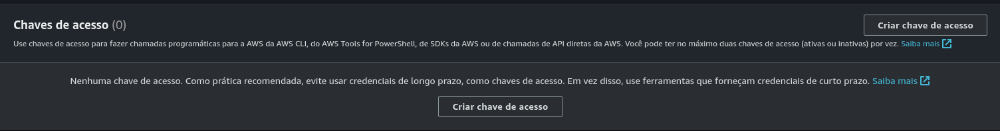 Chaves de acesso (0)
Criar chave de acesso
Use chaves de acesso para fazer chamadas programáticas para a AWS da AWS CLI, do AWS Tools for PowerShell, de SDKs da AWS ou de chamadas de API diretas da AWS. Você pode ter no máximo duas chaves de acesso (ativas ou inativas) por vez. Saiba mais
Nenhuma chave de acesso. Como prática recomendada, evite usar credenciais de longo prazo, como chaves de acesso. Em vez disso, use ferramentas que forneçam credenciais de curto prazo. Saiba mais
Criar chave de acesso